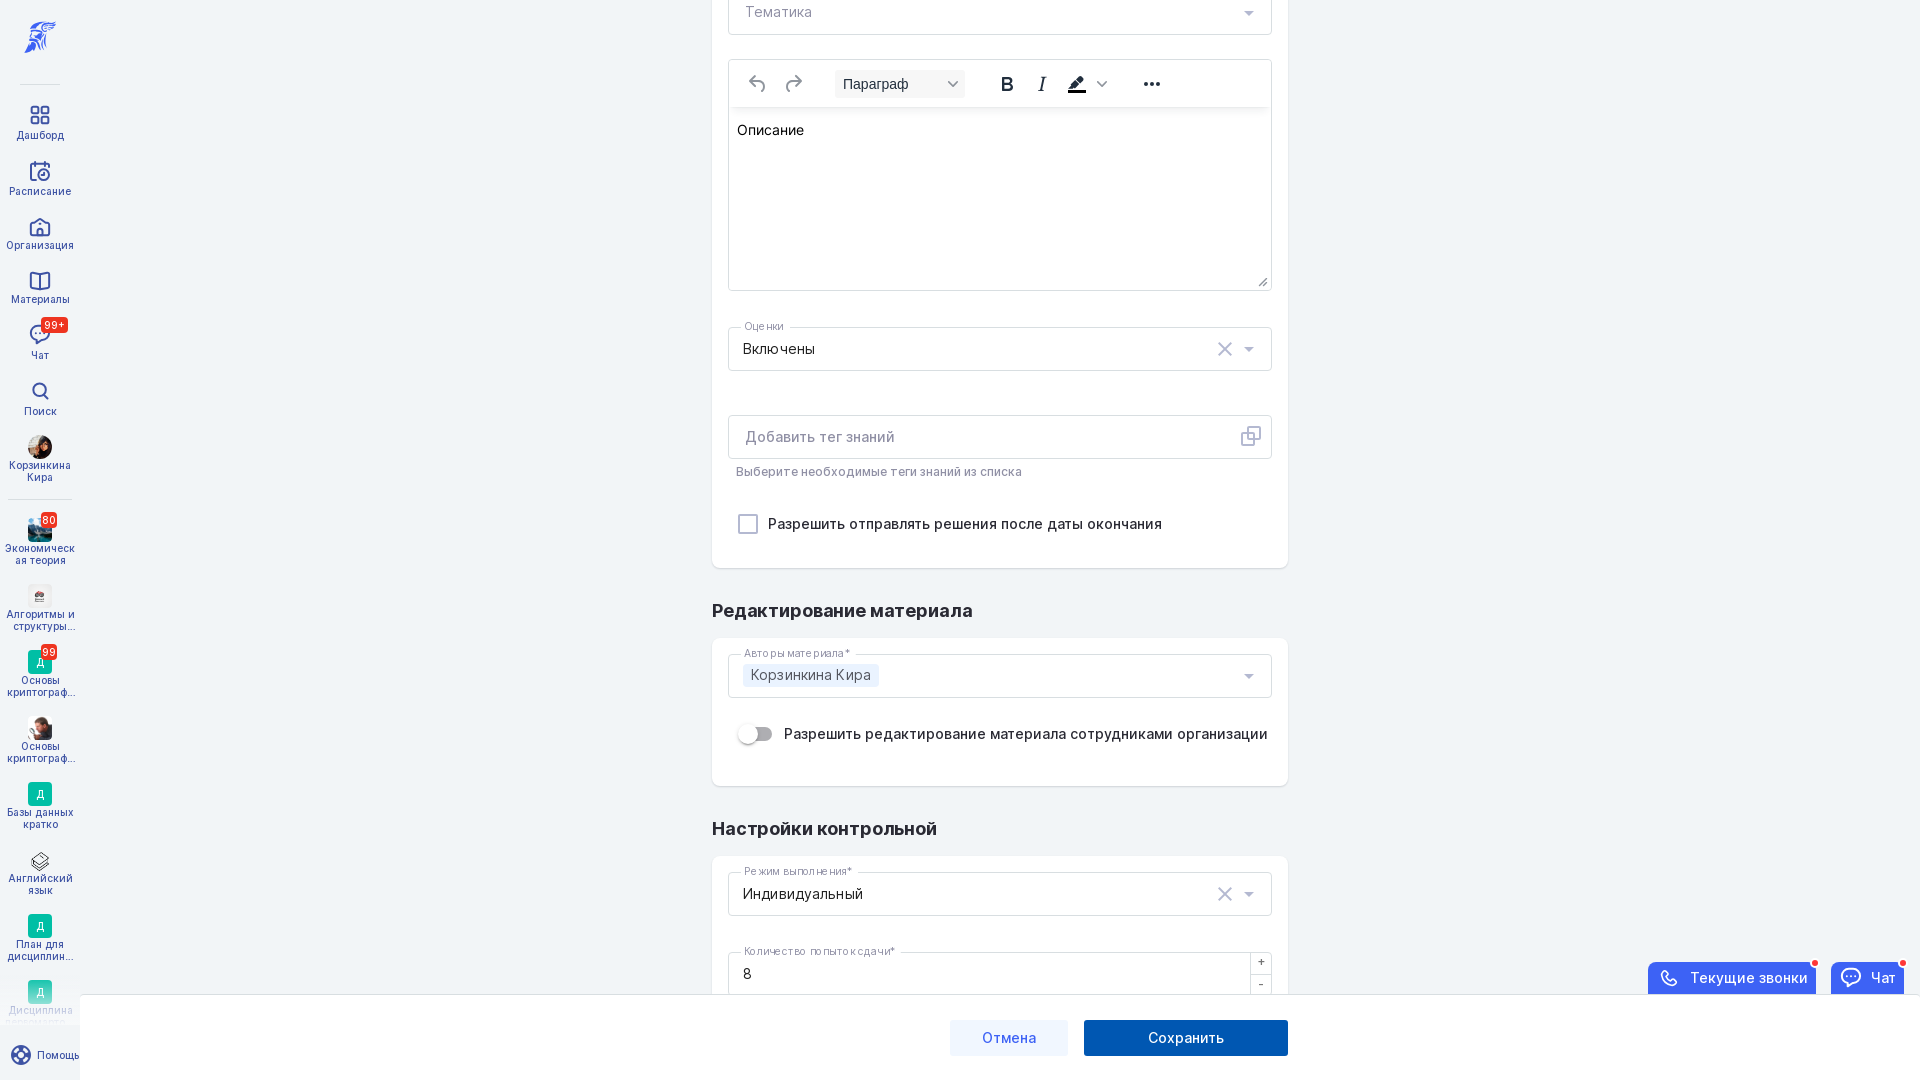 Тематика
Параграф
Описание
Оценки
Включены
Добавить тег знаний
Выберите необходимые теги знаний из списка
Разрешить отправлять решения после даты окончания
Редактирование материала
Авторы материала*
Корзинкина Кира
Разрешить редактирование материала сотрудниками организации
Настройки контрольной
Режим выполнения*
Индивидуальный
Количество попыток сдачи*
8
+
-
Отмена
Сохранить
Текущие звонки
Чат
Дашборд
Расписание
Организация
Материалы
99+
Чат
Поиск
Корзинкина
Кира
80
Экономическ
ая теория
Алгоритмы и
структуры...
99
Д
Основы
криптограф...
Основы
криптограф...
Д
Базы данных
кратко
Английский
язык
Д
План для
дисциплин...
Д
Дисциплина
Помощь